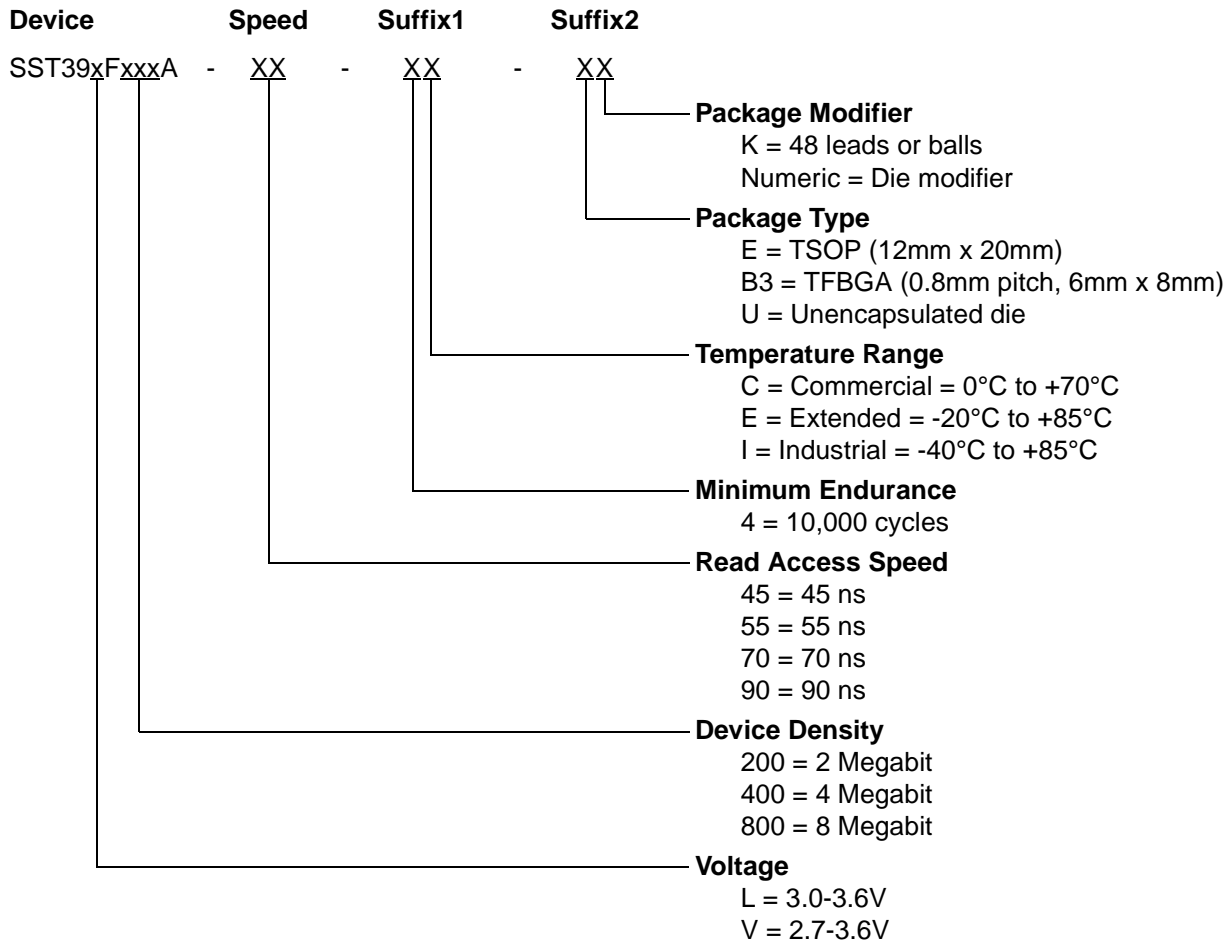 Device Speed Suffix1 Suffix2
SST39xFxxxA - XX - XX - XX
Package Modifier
K = 48 leads or balls
Numeric = Die modifier
Package Type
E = TSOP (12mm x 20mm)
B3 = TFBGA (0.8mm pitch, 6mm x 8mm)
U = Unencapsulated die
Temperature Range
C = Commercial = 0°C to +70°C
E = Extended = -20°C to +85°C
I = Industrial = -40°C to +85°C
Minimum Endurance
4 = 10,000 cycles
Read Access Speed
45 = 45 ns
55 = 55 ns
70 = 70 ns
90 = 90 ns
Device Density
200 = 2 Megabit
400 = 4 Megabit
800 = 8 Megabit
Voltage
L = 3.0-3.6V
V = 2.7-3.6V